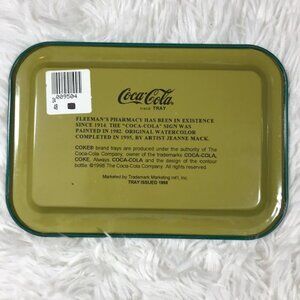 009504
Coca-Cola
TRAY
FLEEMAN'S PHARMACY HAS BEEN IN EXISTENCE
SINCE 1914. THE "COCA-COLA" SIGN WAS
PAINTED IN 1982. ORIGINAL WATERCOLOR
COMPLETED IN 1995, BY ARTIST JEANNE MACK.
COKE® brand trays are produced under the authority of The
Coca-Cola Company, owner of the trademarks COCA-COLA,
COKE, Always COCA-COLA and the design of the contour
bottle. ©1998 The Coca-Cola Company. All rights reserved.
Marketed by Trademark Marketing Int'l, Inc.
TRAY ISSUED 1998